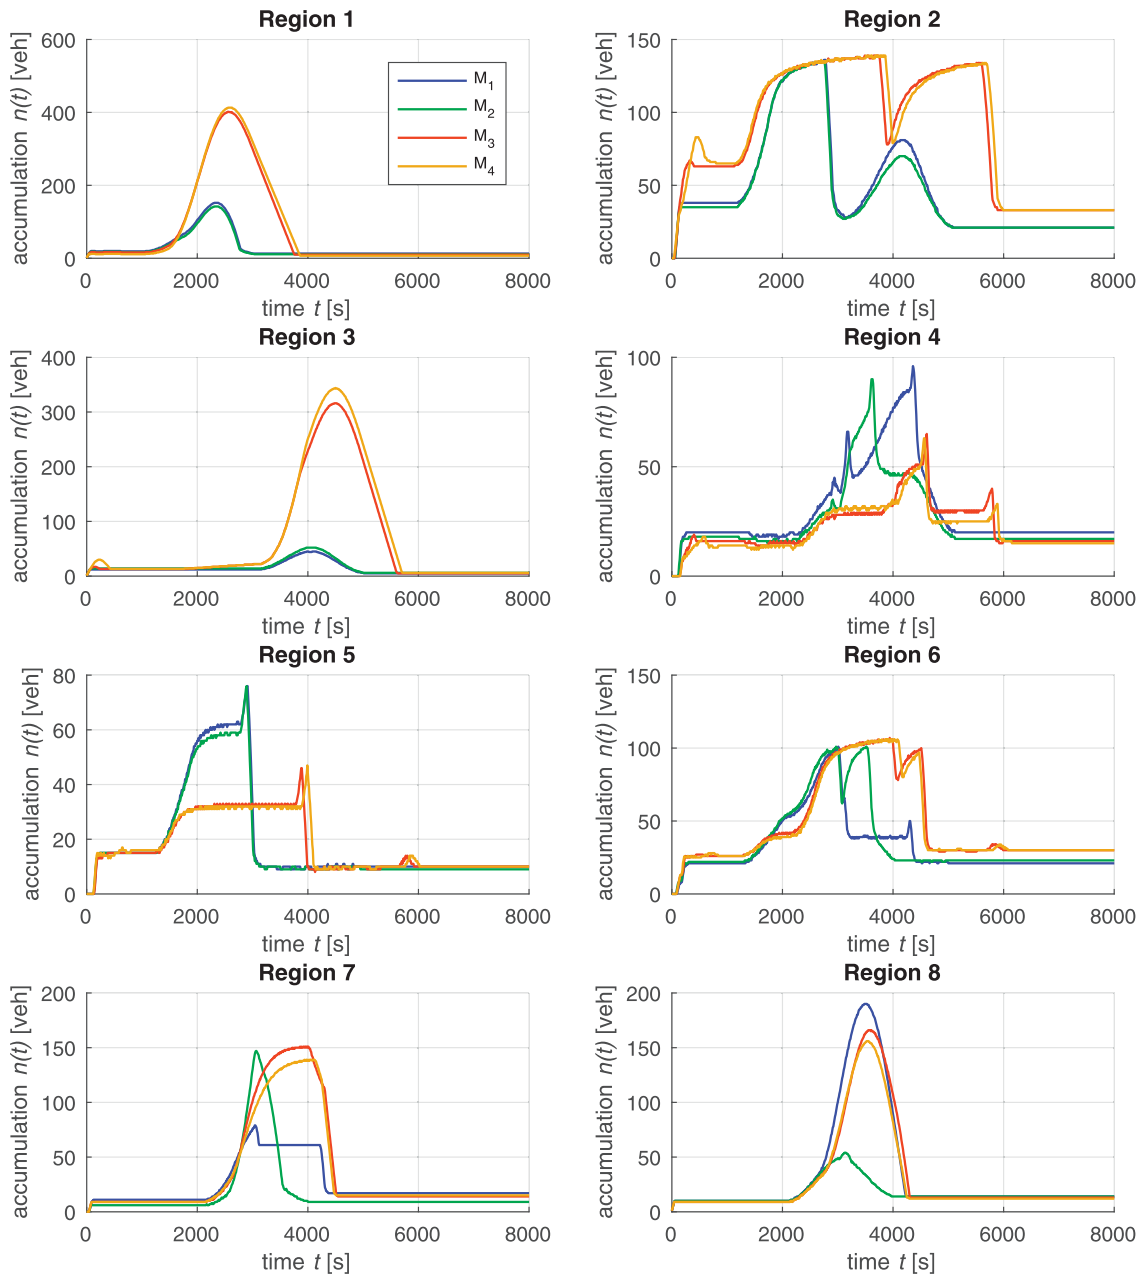 Region 1
accumulation n(t) [veh]
600
400
200
0
M1
M2
M3
M4
0 2000 4000 6000 8000
time t [s]
Region 2
accumulation n(t) [veh]
150
100
50
0
0 2000 4000 6000 8000
time t [s]
Region 3
accumulation n(t) [veh]
400
300
200
100
0
0 2000 4000 6000 8000
time t [s]
Region 4
accumulation n(t) [veh]
100
50
0
0 2000 4000 6000 8000
time t [s]
Region 5
accumulation n(t) [veh]
80
60
40
20
0
0 2000 4000 6000 8000
time t [s]
Region 6
accumulation n(t) [veh]
150
100
50
0
0 2000 4000 6000 8000
time t [s]
Region 7
accumulation n(t) [veh]
200
150
100
50
0
0 2000 4000 6000 8000
time t [s]
Region 8
accumulation n(t) [veh]
200
150
100
50
0
0 2000 4000 6000 8000
time t [s]